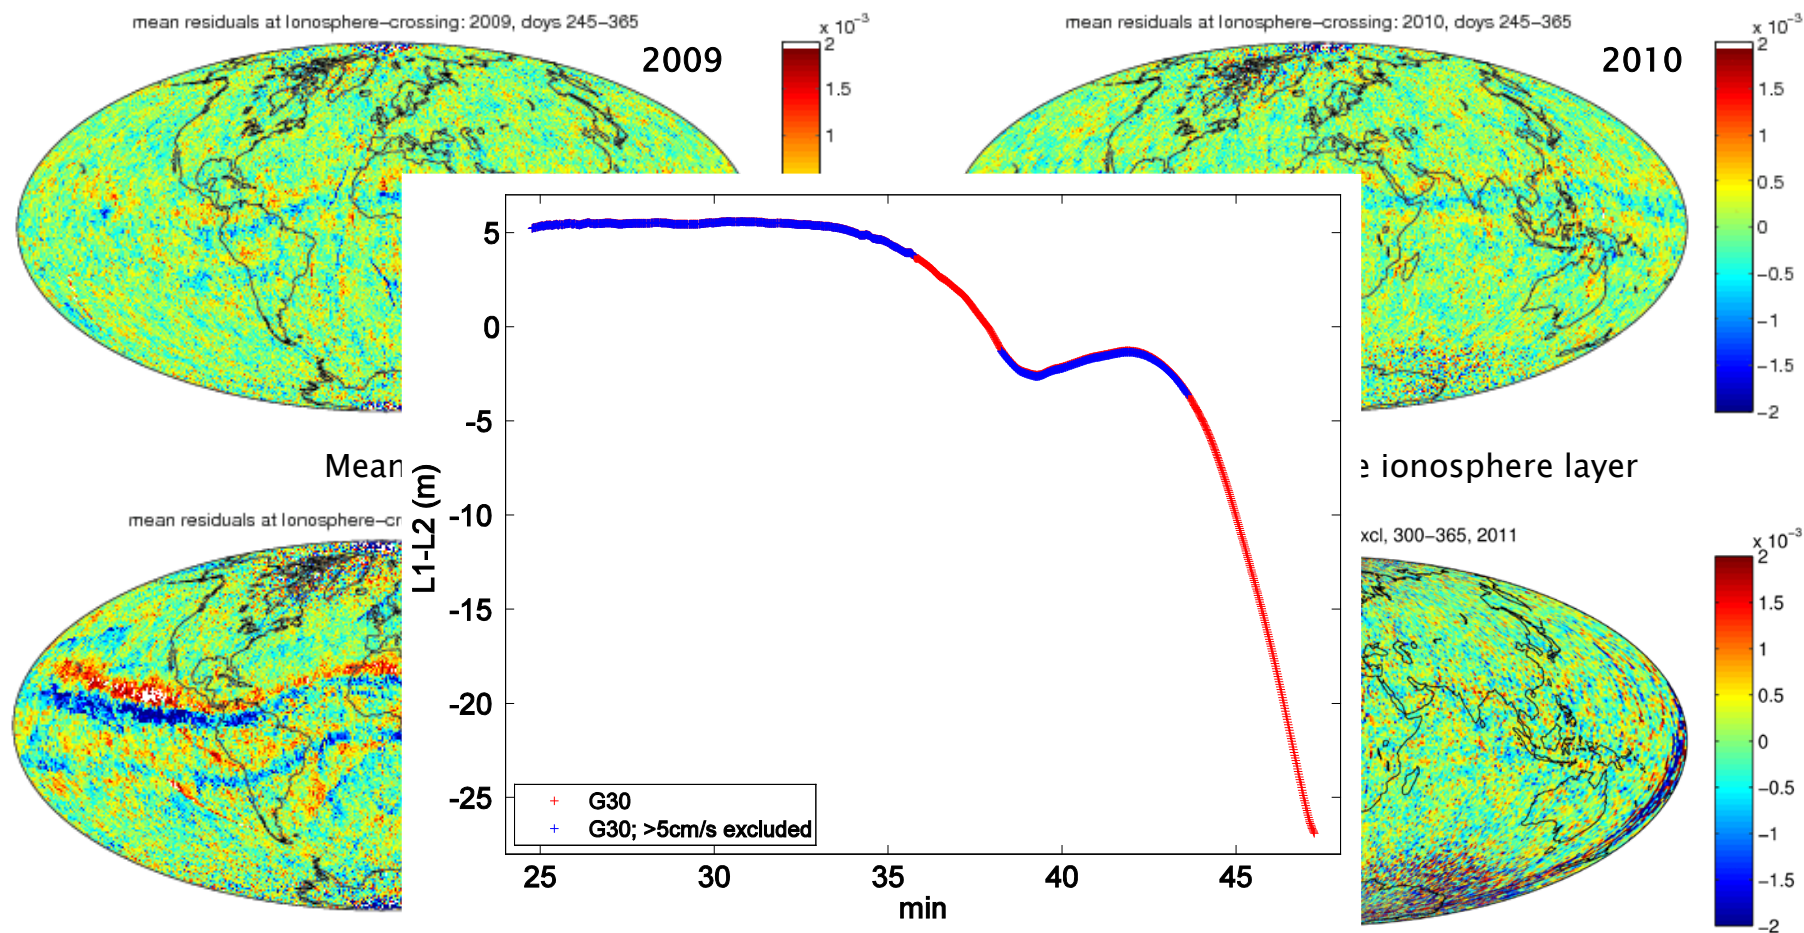 mean residuals at Ionosphere-crossing: 2009, doys 245-365
x 10-3
2009
2
1.5
1
mean residuals at Ionosphere-crossing: 2010, doys 245-365
x 10-3
2010
2
1.5
1
0.5
0
-0.5
-1
-1.5
-2
Mean
e ionosphere layer
mean residuals at Ionosphere-cr
xcl, 300-365, 2011
x 10-3
2
1.5
1
0.5
0
-0.5
-1
-1.5
-2
L1-L2 (m)
5
0
-5
-10
-15
-20
-25
G30
G30; >5cm/s excluded
25
30
35
40
45
min